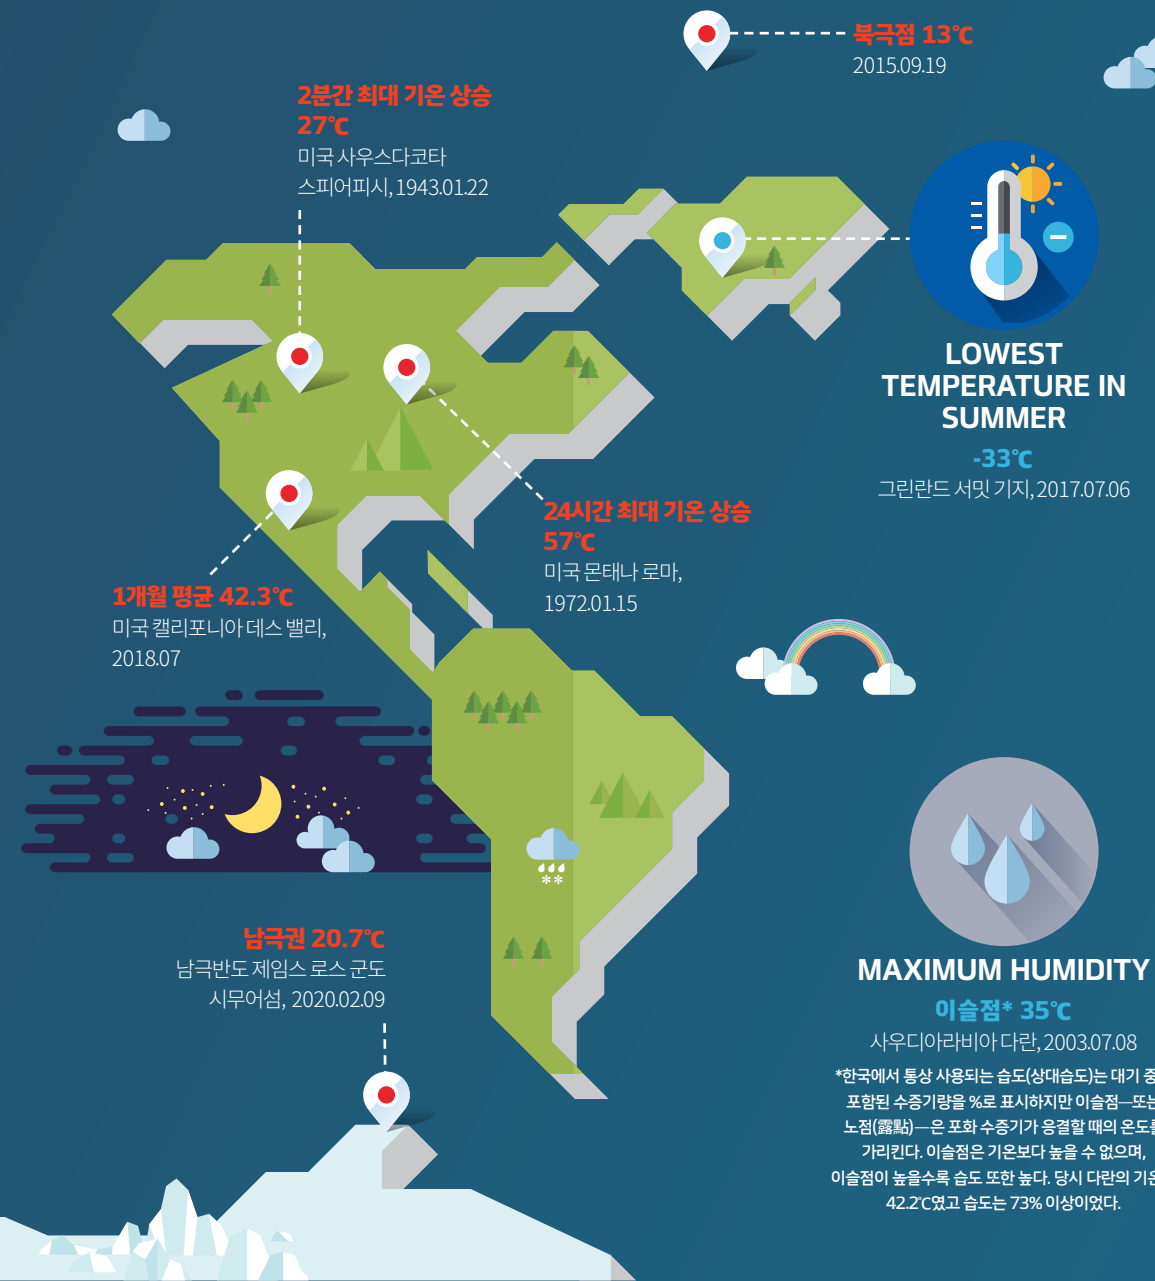 북극점 13℃
2015.09.19
2분간 최대 기온 상승
27℃
미국 사우스다코타
스피어피시, 1943.01.22
LOWEST
TEMPERATURE IN
SUMMER
-33℃
그린란드 서밋 기지, 2017.07.06
24시간 최대 기온 상승
57℃
미국 몬태나 로마,
1972.01.15
1개월 평균 42.3℃
미국 캘리포니아 데스 밸리,
2018.07
남극권 20.7℃
남극반도 제임스 로스 군도
시무어섬, 2020.02.09
MAXIMUM HUMIDITY
이슬점* 35℃
사우디아라비아 다란, 2003.07.08
*한국에서 통상 사용되는 습도(상대습도)는 대기 중
포함된 수증기량을 %로 표시하지만 이슬점—또는
노점(露點)—은 포화 수증기가 응결할 때의 온도를
가리킨다. 이슬점은 기온보다 높을 수 없으며,
이슬점이 높을수록 습도 또한 높다. 당시 다란의 기온
42.2℃였고 습도는 73% 이상이었다.